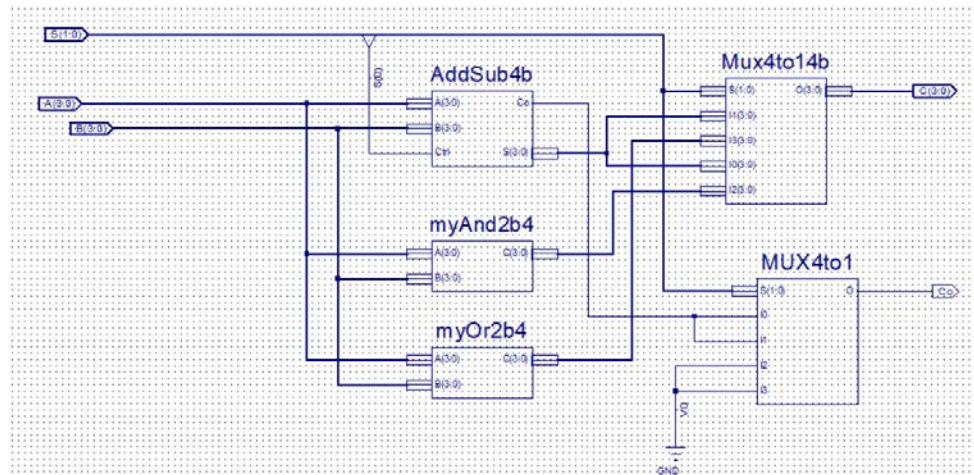 S(1:0)
A(3:0)
B(3:0)
S(0)
AddSub4b
A(3:0)
B(3:0)
Ctrl
Co
S(3:0)
myAnd2b4
A(3:0)
B(3:0)
C(3:0)
myOr2b4
A(3:0)
B(3:0)
C(3:0)
Mux4to14b
S(1:0)
I1(3:0)
I3(3:0)
I0(3:0)
I2(3:0)
O(3:0)
C(3:0)
MUX4to1
S(1:0)
I0
I1
I2
I3
O
Co
V0
GND